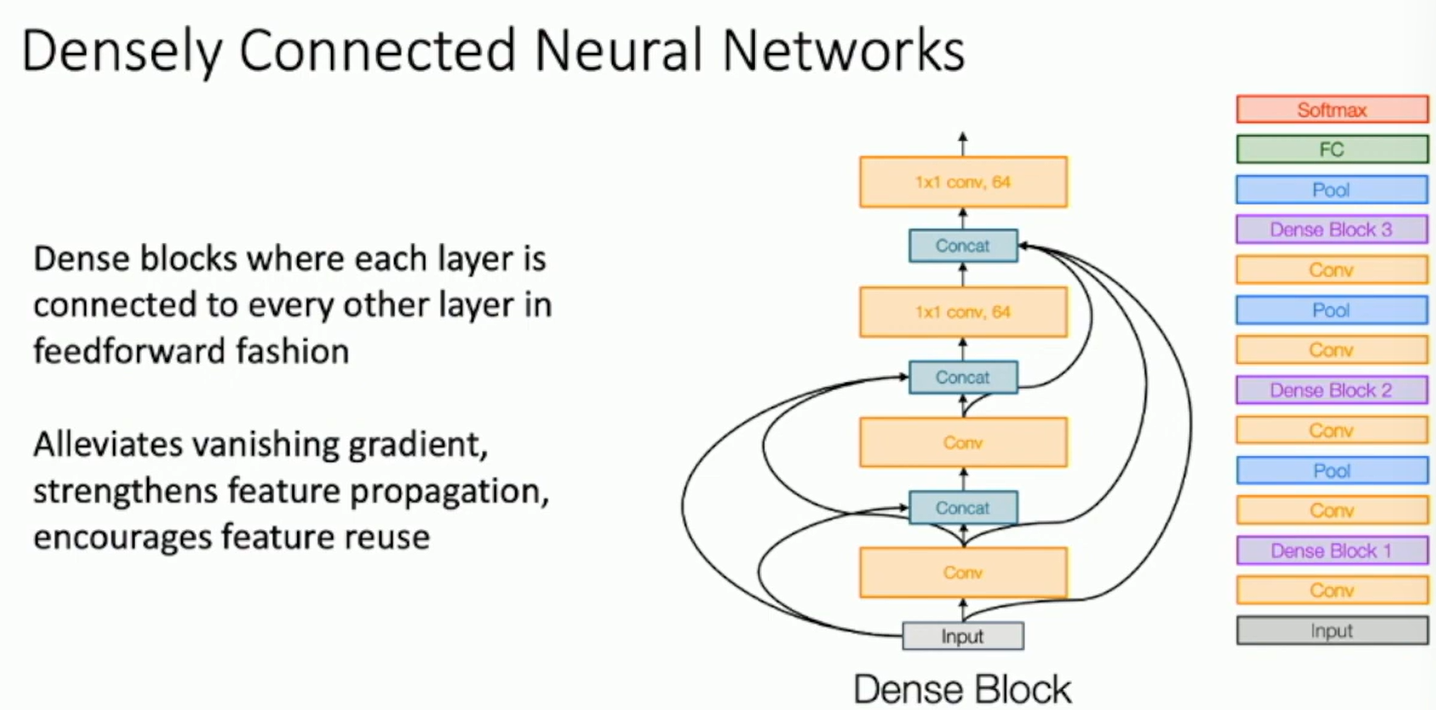 Densely Connected Neural Networks
Dense blocks where each layer is
connected to every other layer in
feedforward fashion
Alleviates vanishing gradient,
strengthens feature propagation,
encourages feature reuse
1x1 conv, 64
Concat
1x1 conv, 64
Concat
Conv
Concat
Conv
Input
Dense Block
Softmax
FC
Pool
Dense Block 3
Conv
Pool
Conv
Dense Block 2
Conv
Pool
Conv
Dense Block 1
Conv
Input